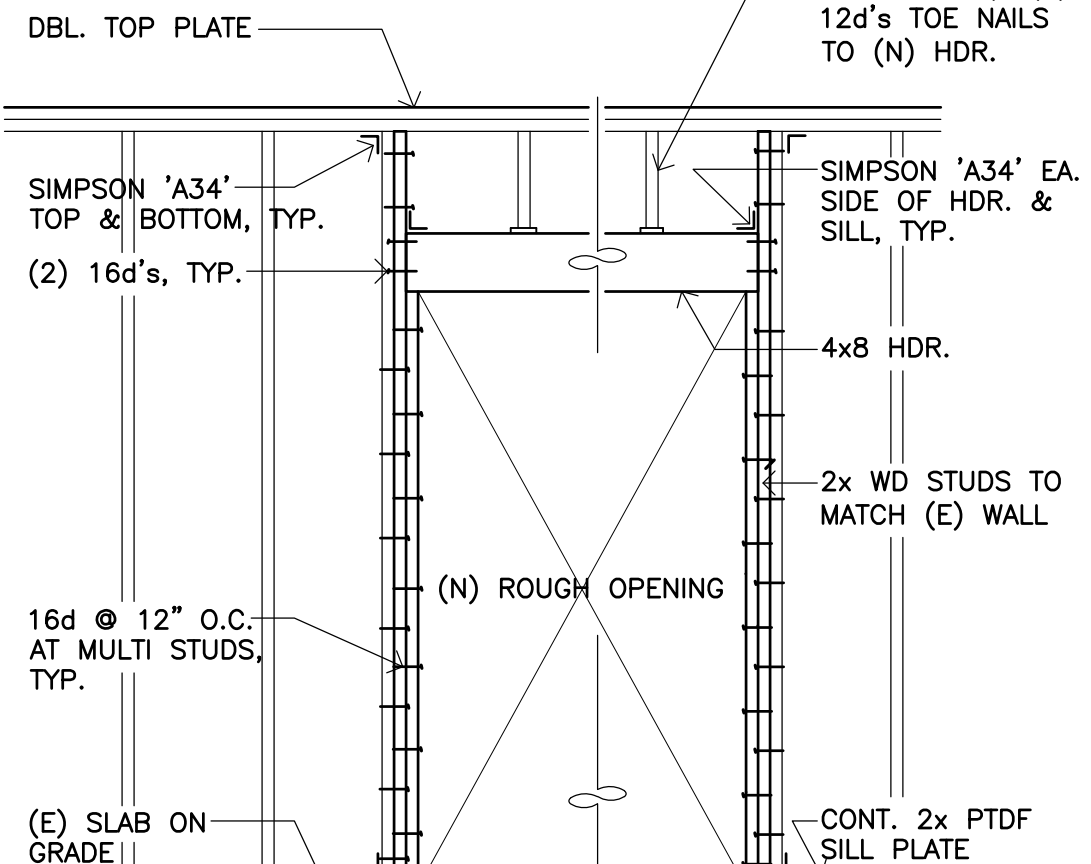 DBL. TOP PLATE
12d's TOE NAILS
TO (N) HDR.
SIMPSON 'A34'
TOP & BOTTOM, TYP.
SIMPSON 'A34' EA.
SIDE OF HDR. &
SILL, TYP.
(2) 16d's, TYP.
4x8 HDR.
2x WD STUDS TO
MATCH (E) WALL
(N) ROUGH OPENING
16d @ 12" O.C.
AT MULTI STUDS,
TYP.
(E) SLAB ON
GRADE
CONT. 2x PTDF
SILL PLATE